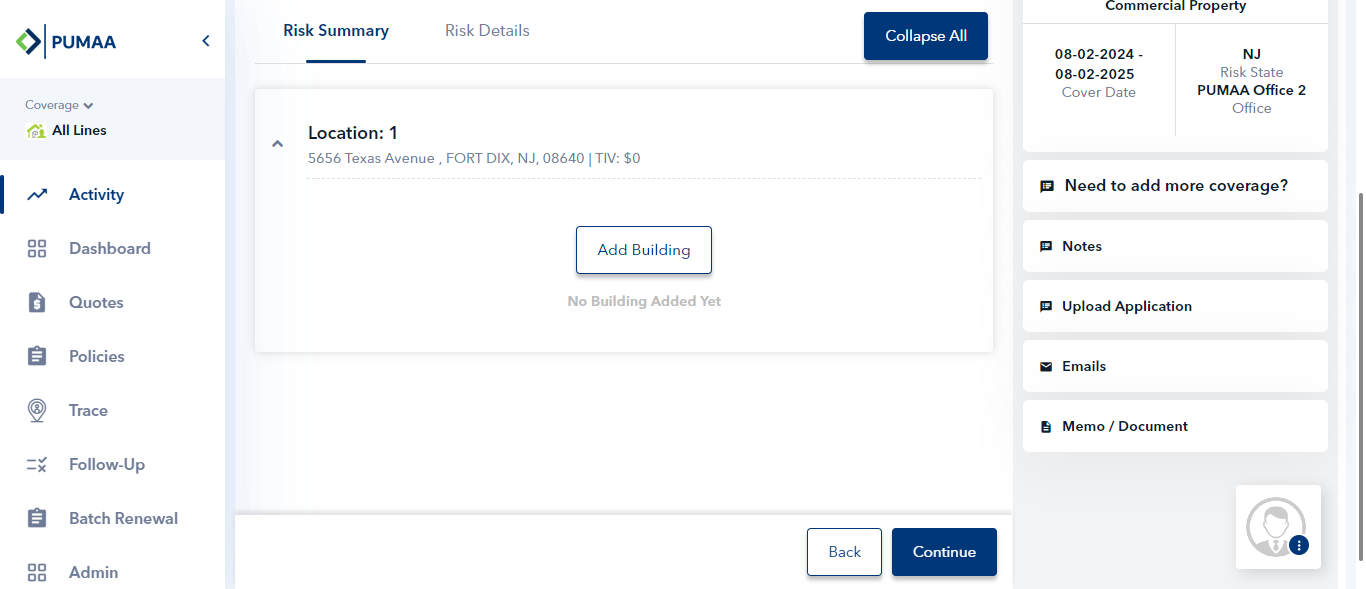 PUMAA
Coverage
All Lines
Activity
Dashboard
Quotes
Policies
Trace
Follow-Up
Batch Renewal
Admin
Risk Summary
Risk Details
Collapse All
Location: 1
5656 Texas Avenue , FORT DIX, NJ, 08640 | TIV: $0
Add Building
No Building Added Yet
Back
Continue
Commercial Property
08-02-2024 -
08-02-2025
Cover Date
NJ
Risk State
PUMAA Office 2
Office
Need to add more coverage?
Notes
Upload Application
Emails
Memo / Document